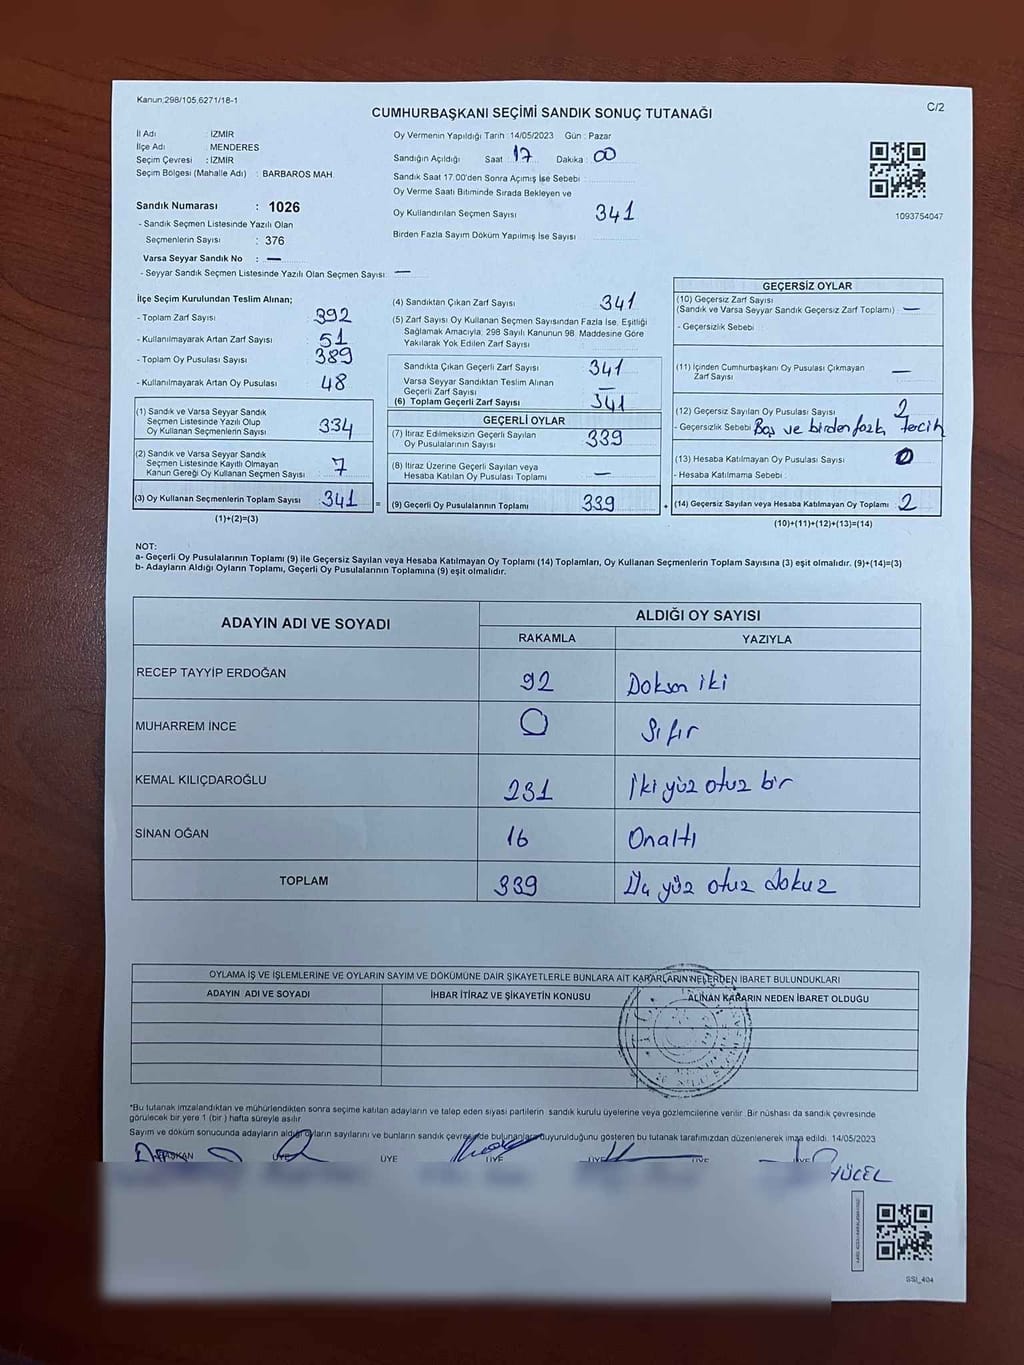 Kanun;298/105,6271/18-1
C/2
CUMHURBAŞKANI SEÇİMİ SANDIK SONUÇ TUTANAĞI
İl Adı : İZMİR
İlçe Adı : MENDERES
Seçim Çevresi : İZMİR
Seçim Bölgesi (Mahalle Adı) : BARBAROS MAH.
Sandık Numarası : 1026
- Sandık Seçmen Listesinde Yazılı Olan
Seçmenlerin Sayısı : 376
Varsa Seyyar Sandık No : —
- Seyyar Sandık Seçmen Listesinde Yazılı Olan Seçmen Sayısı: —
Oy Vermenin Yapıldığı Tarih : 14/05/2023 Gün : Pazar
Sandığın Açıldığı Saat : 17 Dakika : 00
Sandık Saat 17.00'den Sonra Açımış İse Sebebi :
Oy Verme Saati Bitiminde Sırada Bekleyen ve
Oy Kullandırılan Seçmen Sayısı 341
Birden Fazla Sayım Döküm Yapılmış İse Sayısı
1093754047
İlçe Seçim Kurulundan Teslim Alınan;
- Toplam Zarf Sayısı 392
- Kullanılmayarak Artan Zarf Sayısı 51
- Toplam Oy Pusulası Sayısı 389
- Kullanılmayarak Artan Oy Pusulası 48
(1) Sandık ve Varsa Seyyar Sandık
Seçmen Listesinde Yazılı Olup
Oy Kullanan Seçmenlerin Sayısı 334
(2) Sandık ve Varsa Seyyar Sandık
Seçmen Listesinde Kayıtlı Olmayan
Kanun Gereği Oy Kullanan Seçmen Sayısı 7
(3) Oy Kullanan Seçmenlerin Toplam Sayısı 341 =
(1)+(2)=(3)
(4) Sandıktan Çıkan Zarf Sayısı 341
(5) Zarf Sayısı Oy Kullanan Seçmen Sayısından Fazla İse, Eşitliği
Sağlamak Amacıyla, 298 Sayılı Kanunun 98. Maddesine Göre
Yakılarak Yok Edilen Zarf Sayısı
Sandıkta Çıkan Geçerli Zarf Sayısı 341
Varsa Seyyar Sandıktan Teslim Alınan
Geçerli Zarf Sayısı —
(6) Toplam Geçerli Zarf Sayısı 341
GEÇERLİ OYLAR
(7) İtiraz Edilmeksizin Geçerli Sayılan
Oy Pusulalarının Sayısı 339
(8) İtiraz Üzerine Geçerli Sayılan veya
Hesaba Katılan Oy Pusulası Toplamı —
(9) Geçerli Oy Pusulalarının Toplamı 339 +
GEÇERSİZ OYLAR
(10) Geçersiz Zarf Sayısı
(Sandık ve Varsa Seyyar Sandık Geçersiz Zarf Toplamı) : —
- Geçersizlik Sebebi :
(11) İçinden Cumhurbaşkanı Oy Pusulası Çıkmayan
Zarf Sayısı —
(12) Geçersiz Sayılan Oy Pusulası Sayısı 2
- Geçersizlik Sebebi Boş ve birden fazla tercih
(13) Hesaba Katılmayan Oy Pusulası Sayısı 0
- Hesaba Katılmama Sebebi :
(14) Geçersiz Sayılan veya Hesaba Katılmayan Oy Toplamı 2
(10)+(11)+(12)+(13)=(14)
NOT:
a- Geçerli Oy Pusulalarının Toplamı (9) ile Geçersiz Sayılan veya Hesaba Katılmayan Oy Toplamı (14) Toplamları, Oy Kullanan Seçmenlerin Toplam Sayısına (3) eşit olmalıdır. (9)+(14)=(3)
b- Adayların Aldığı Oyların Toplamı, Geçerli Oy Pusulalarının Toplamına (9) eşit olmalıdır.
ADAYIN ADI VE SOYADI
ALDIĞI OY SAYISI
RAKAMLA YAZIYLA
RECEP TAYYİP ERDOĞAN 92 Doksan iki
MUHARREM İNCE 0 Sıfır
KEMAL KILIÇDAROĞLU 231 İki yüz otuz bir
SİNAN OĞAN 16 Onaltı
TOPLAM 339 Üç yüz otuz dokuz
OYLAMA İŞ VE İŞLEMLERİNE VE OYLARIN SAYIM VE DÖKÜMÜNE DAİR ŞİKAYETLERLE BUNLARA AİT KARARLARIN NELERDEN İBARET BULUNDUKLARI
ADAYIN ADI VE SOYADI İHBAR İTİRAZ VE ŞİKAYETİN KONUSU ALINAN KARARIN NEDEN İBARET OLDUĞU
*Bu tutanak imzalandıktan ve mühürlendikten sonra seçime katılan adayların ve talep eden siyasi partilerin sandık kurulu üyelerine veya gözlemcilerine verilir. Bir nüshası da sandık çevresinde
görülecek bir yere 1 (bir) hafta süreyle asılır.
Sayım ve döküm sonucunda adayların aldığı oyların sayılarını ve bunların sandık çevresinde bulunanlara duyurulduğunu gösteren bu tutanak tarafımızdan düzenlenerek imza edildi. 14/05/2023
BAŞKAN ÜYE ÜYE ÜYE ÜYE ÜYE ÜYE
YÜCEL
SSI_404